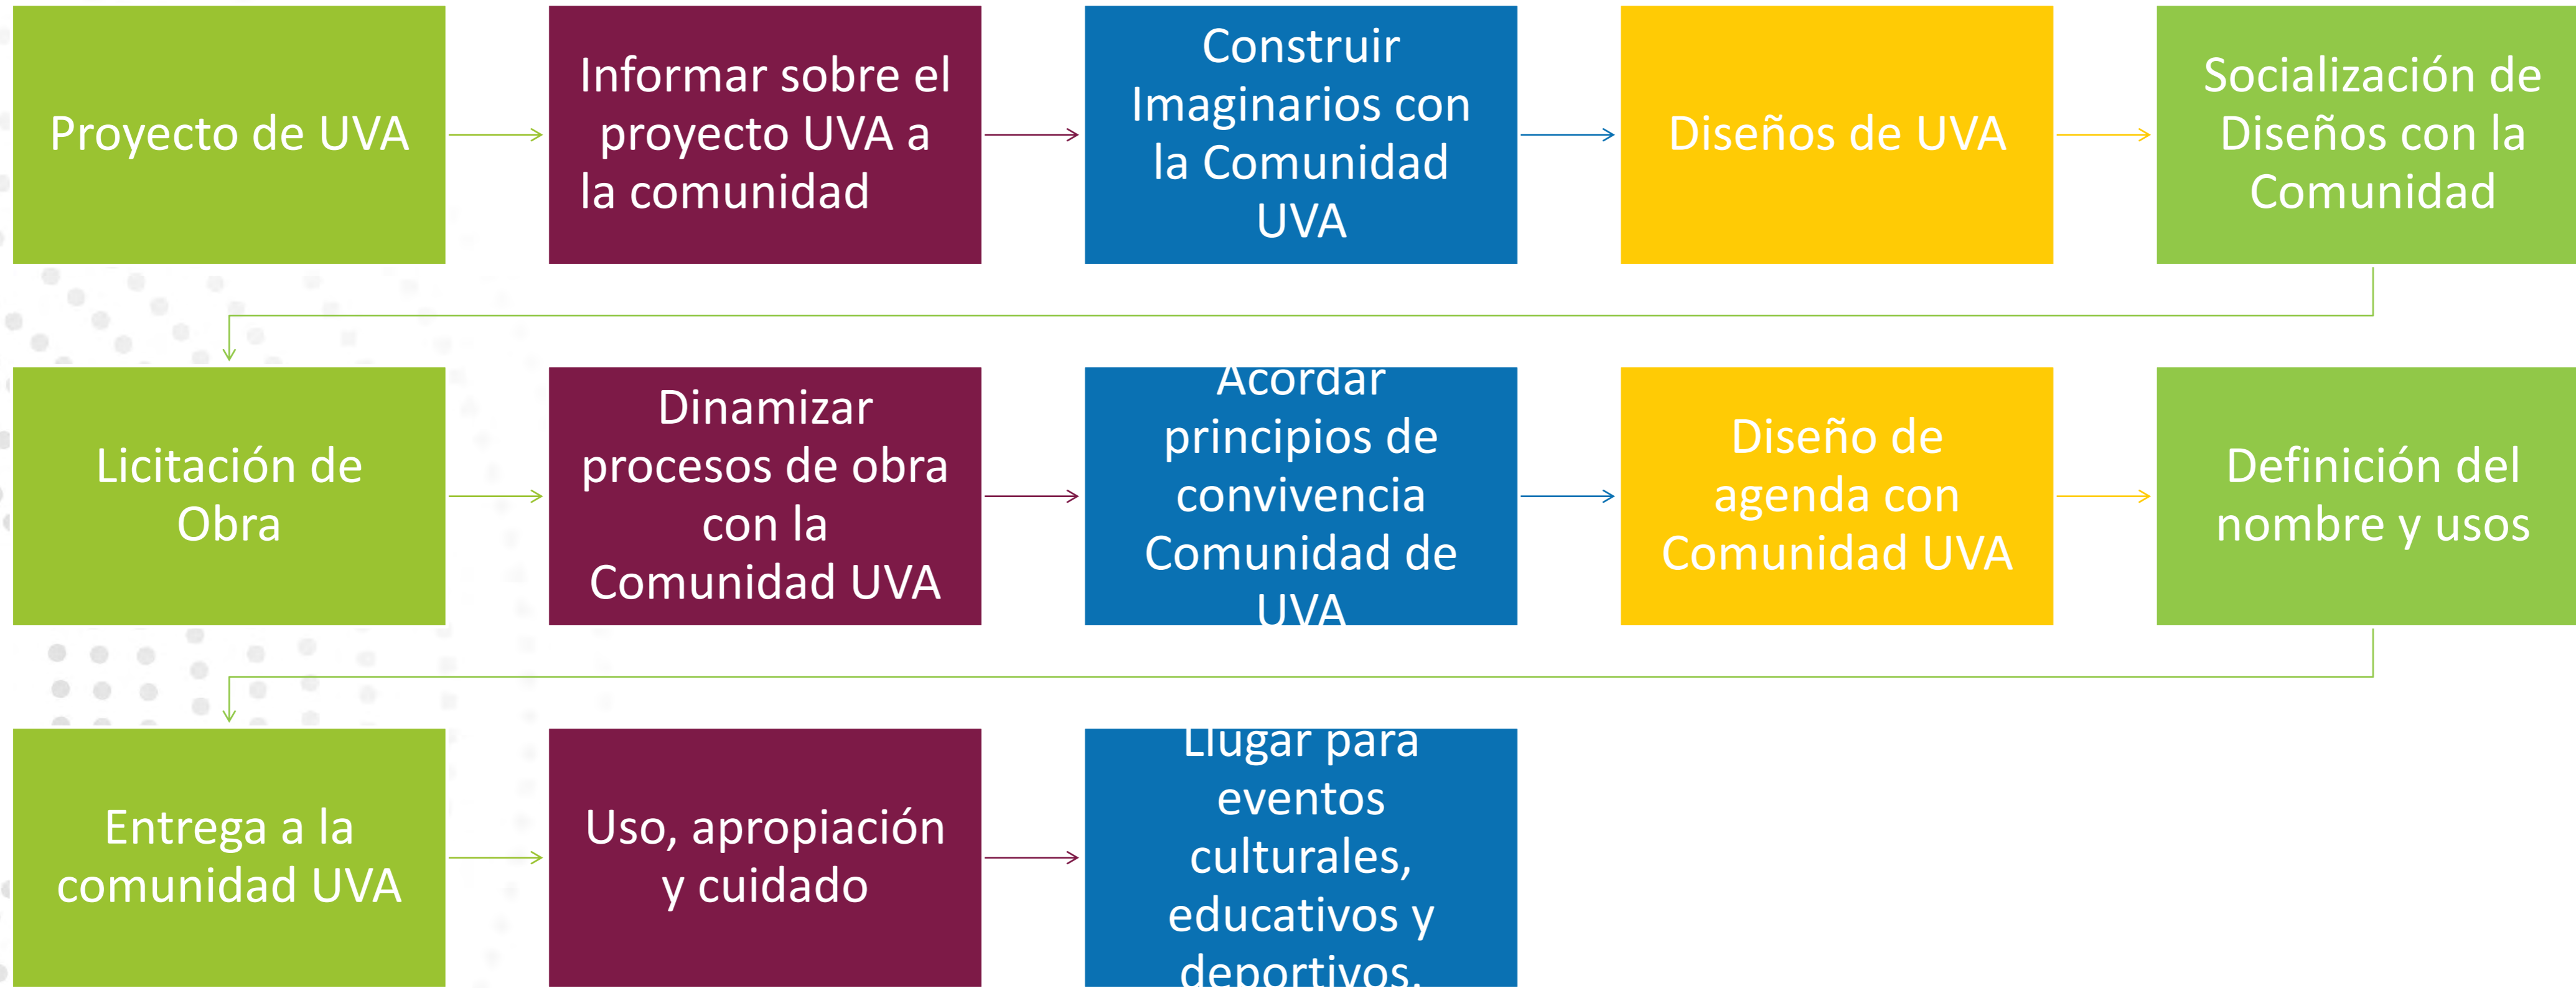 Proyecto de UVA
Informar sobre el
proyecto UVA a
la comunidad
Construir
Imaginarios con
la Comunidad
UVA
Diseños de UVA
Socialización de
Diseños con la
Comunidad
Licitación de
Obra
Dinamizar
procesos de obra
con la
Comunidad UVA
Acordar
principios de
convivencia
Comunidad de
UVA
Diseño de
agenda con
Comunidad UVA
Definición del
nombre y usos
Entrega a la
comunidad UVA
Uso, apropiación
y cuidado
Llugar para
eventos
culturales,
educativos y
deportivos.